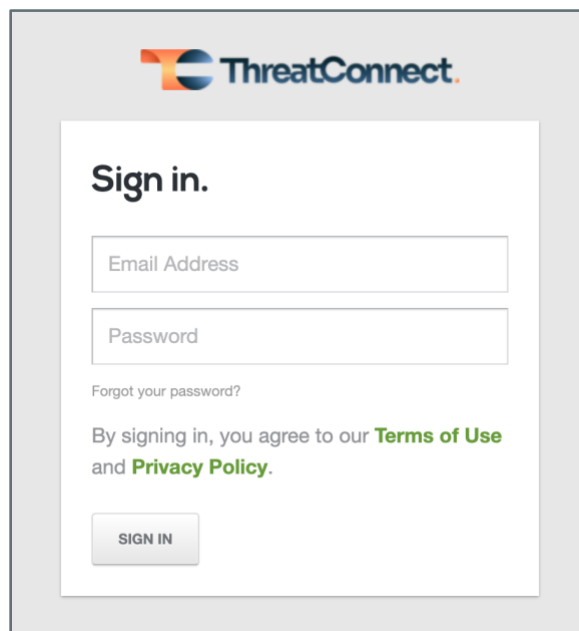 ThreatConnect.
Sign in.
Email Address
Password
Forgot your password?
By signing in, you agree to our Terms of Use
and Privacy Policy.
SIGN IN